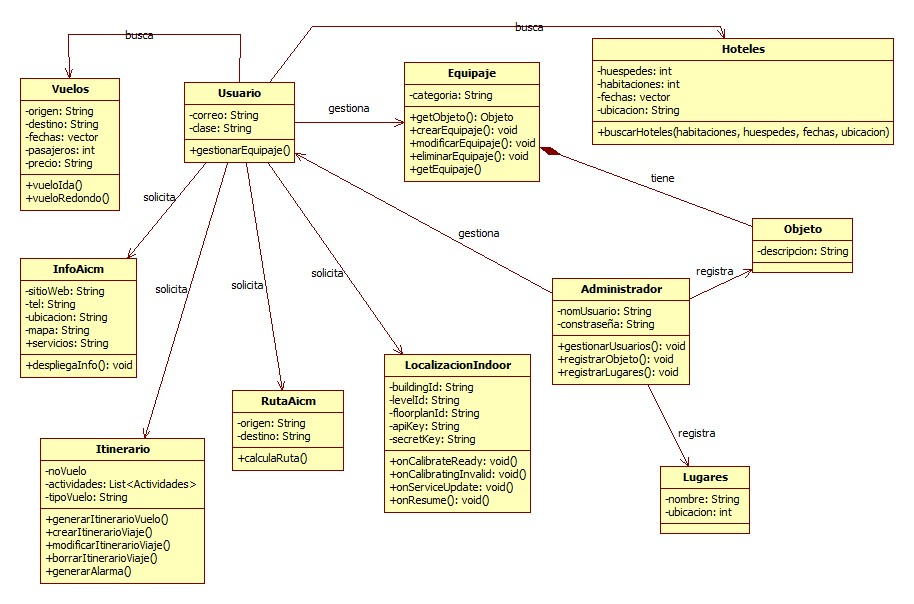 busca
busca
Vuelos
-origen: String
-destino: String
-fechas: vector
-pasajeros: int
-precio: String
+vueloIda()
+vueloRedondo()
Usuario
-correo: String
-clase: String
+gestionarEquipaje()
gestiona
Equipaje
-categoria: String
+getObjeto(): Objeto
+crearEquipaje(): void
+modificarEquipaje(): void
+eliminarEquipaje(): void
+getEquipaje()
Hoteles
-huespedes: int
-habitaciones: int
-fechas: vector
-ubicacion: String
+buscarHoteles(habitaciones, huespedes, fechas, ubicacion)
tiene
solicita
solicita
solicita
solicita
gestiona
Objeto
-descripcion: String
registra
InfoAicm
-sitioWeb: String
-tel: String
-ubicacion: String
-mapa: String
+servicios: String
+despliegaInfo(): void
Administrador
-nomUsuario: String
-constraseña: String
+gestionarUsuarios(): void
+registrarObjeto(): void
+registrarLugares(): void
LocalizacionIndoor
-buildingId: String
-levelId: String
-floorplanId: String
-apiKey: String
-secretKey: String
+onCalibrateReady: void()
+onCalibratingInvalid: void()
+onServiceUpdate: void()
+onResume(): void()
RutaAicm
-origen: String
-destino: String
+calculaRuta()
registra
Itinerario
-noVuelo
-actividades: List<Actividades>
-tipoVuelo: String
+generarItinerarioVuelo()
+crearItinerarioViaje()
+modificarItinerarioViaje()
+borrarItinerarioViaje()
+generarAlarma()
Lugares
-nombre: String
-ubicacion: int